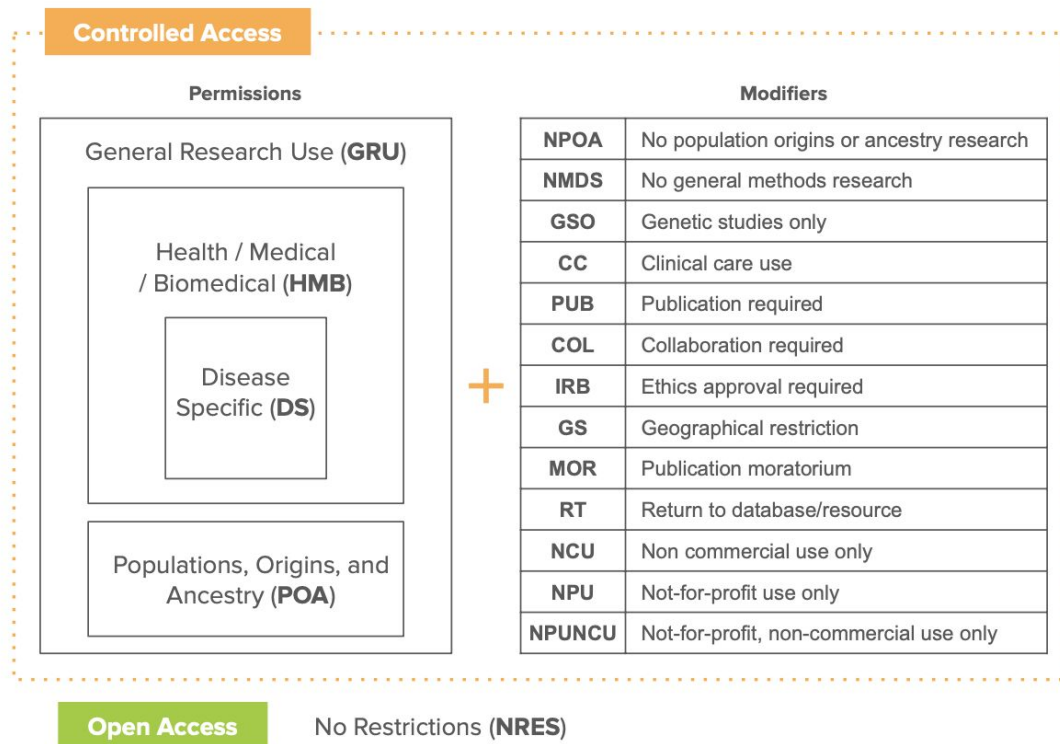 Controlled Access
Permissions
General Research Use (GRU)
Health / Medical
/ Biomedical (HMB)
Disease
Specific (DS)
Populations, Origins, and
Ancestry (POA)
+
Modifiers
NPOA No population origins or ancestry research
NMDS No general methods research
GSO Genetic studies only
CC Clinical care use
PUB Publication required
COL Collaboration required
IRB Ethics approval required
GS Geographical restriction
MOR Publication moratorium
RT Return to database/resource
NCU Non commercial use only
NPU Not-for-profit use only
NPUNCU Not-for-profit, non-commercial use only
Open Access No Restrictions (NRES)